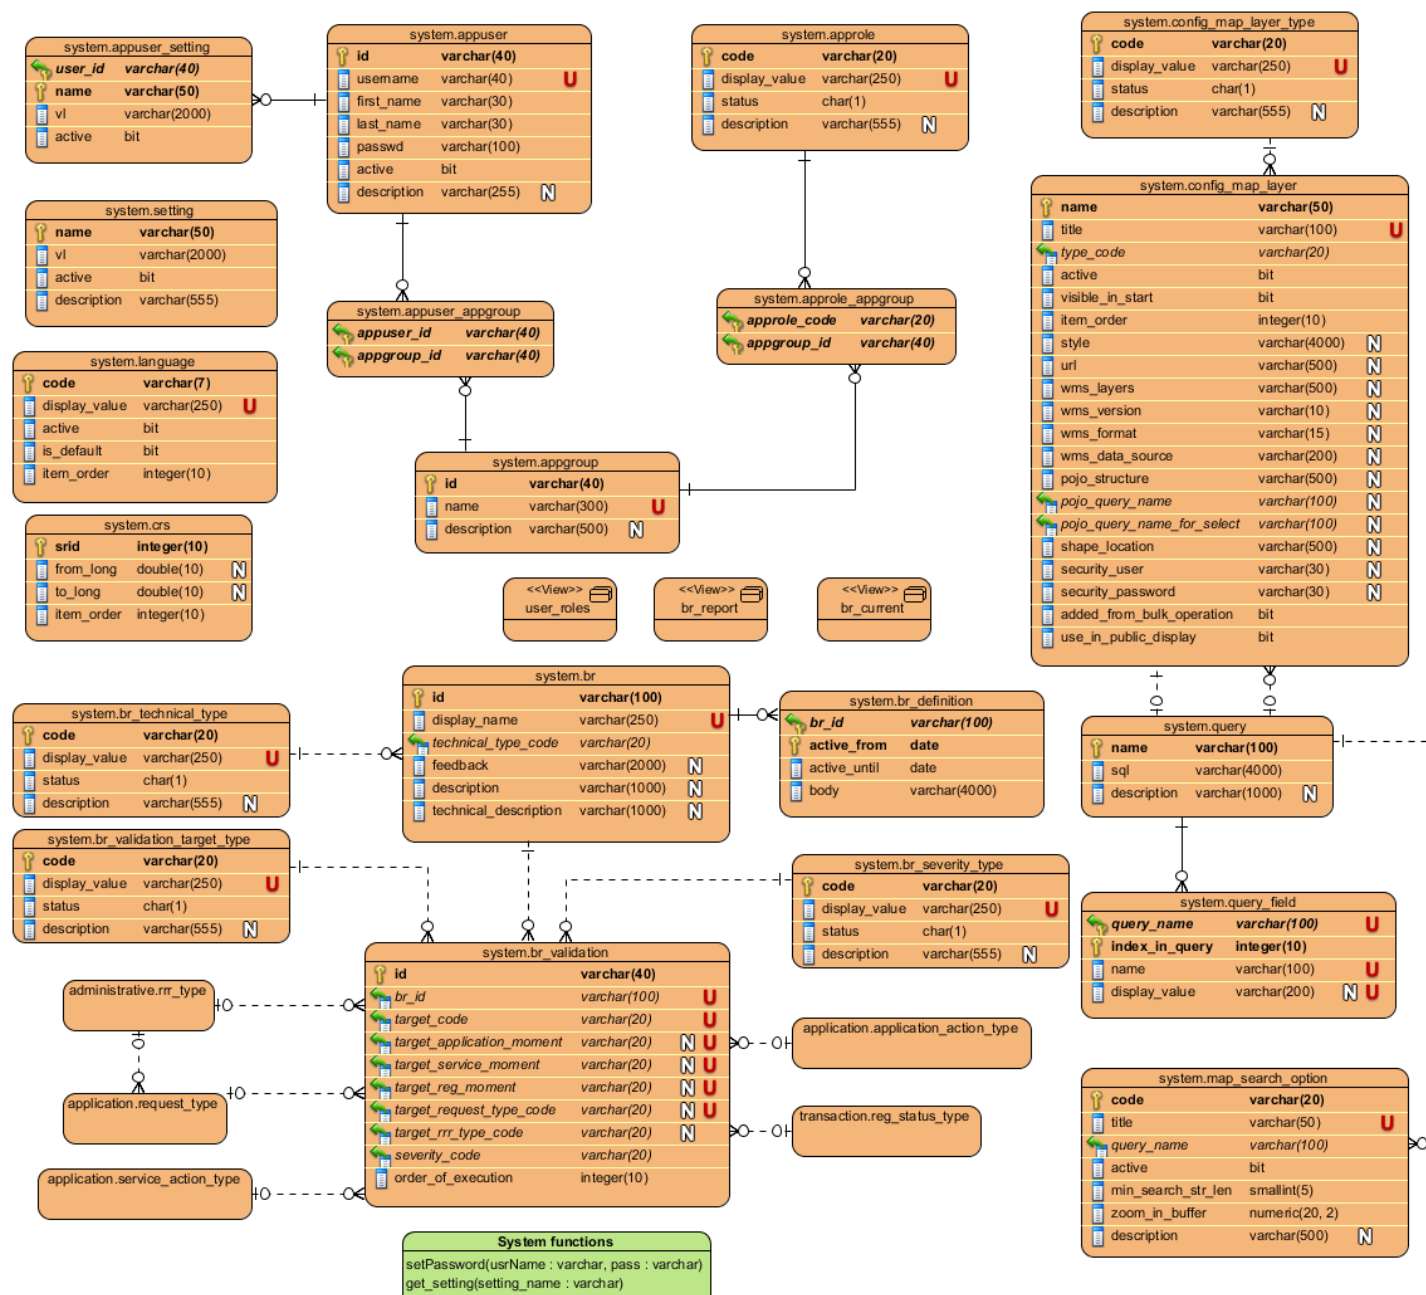 system.appuser_setting
user_id varchar(40)
name varchar(50)
vl varchar(2000)
active bit
system.appuser
id varchar(40)
username varchar(40) U
first_name varchar(30)
last_name varchar(30)
passwd varchar(100)
active bit
description varchar(255) N
system.approle
code varchar(20)
display_value varchar(250) U
status char(1)
description varchar(555) N
system.config_map_layer_type
code varchar(20)
display_value varchar(250) U
status char(1)
description varchar(555) N
system.setting
name varchar(50)
vl varchar(2000)
active bit
description varchar(555)
system.config_map_layer
name varchar(50)
title varchar(100) U
type_code varchar(20)
active bit
visible_in_start bit
item_order integer(10)
style varchar(4000) N
url varchar(500) N
wms_layers varchar(500) N
wms_version varchar(10) N
wms_format varchar(15) N
wms_data_source varchar(200) N
pojo_structure varchar(500) N
pojo_query_name varchar(100) N
pojo_query_name_for_select varchar(100) N
shape_location varchar(500) N
security_user varchar(30) N
security_password varchar(30) N
added_from_bulk_operation bit
use_in_public_display bit
system.appuser_appgroup
appuser_id varchar(40)
appgroup_id varchar(40)
system.approle_appgroup
approle_code varchar(20)
appgroup_id varchar(40)
system.language
code varchar(7)
display_value varchar(250) U
active bit
is_default bit
item_order integer(10)
system.appgroup
id varchar(40)
name varchar(300) U
description varchar(500) N
system.crs
srid integer(10)
from_long double(10) N
to_long double(10) N
item_order integer(10)
<<View>>
user_roles
<<View>>
br_report
<<View>>
br_current
system.br
id varchar(100)
display_name varchar(250) U
technical_type_code varchar(20)
feedback varchar(2000) N
description varchar(1000) N
technical_description varchar(1000) N
system.br_definition
br_id varchar(100)
active_from date
active_until date
body varchar(4000)
system.br_technical_type
code varchar(20)
display_value varchar(250) U
status char(1)
description varchar(555) N
system.query
name varchar(100)
sql varchar(4000)
description varchar(1000) N
system.br_validation_target_type
code varchar(20)
display_value varchar(250) U
status char(1)
description varchar(555) N
system.br_severity_type
code varchar(20)
display_value varchar(250) U
status char(1)
description varchar(555) N
system.query_field
query_name varchar(100) U
index_in_query integer(10)
name varchar(100) U
display_value varchar(200) N U
system.br_validation
id varchar(40)
br_id varchar(100) U
target_code varchar(20) U
target_application_moment varchar(20) N U
target_service_moment varchar(20) N U
target_reg_moment varchar(20) N U
target_request_type_code varchar(20) N U
target_rrr_type_code varchar(20) N
severity_code varchar(20)
order_of_execution integer(10)
administrative.rrr_type
application.request_type
application.service_action_type
application.application_action_type
transaction.reg_status_type
system.map_search_option
code varchar(20)
title varchar(50) U
query_name varchar(100)
active bit
min_search_str_len smallint(5)
zoom_in_buffer numeric(20, 2)
description varchar(500) N
System functions
setPassword(usrName : varchar, pass : varchar)
get_setting(setting_name : varchar)